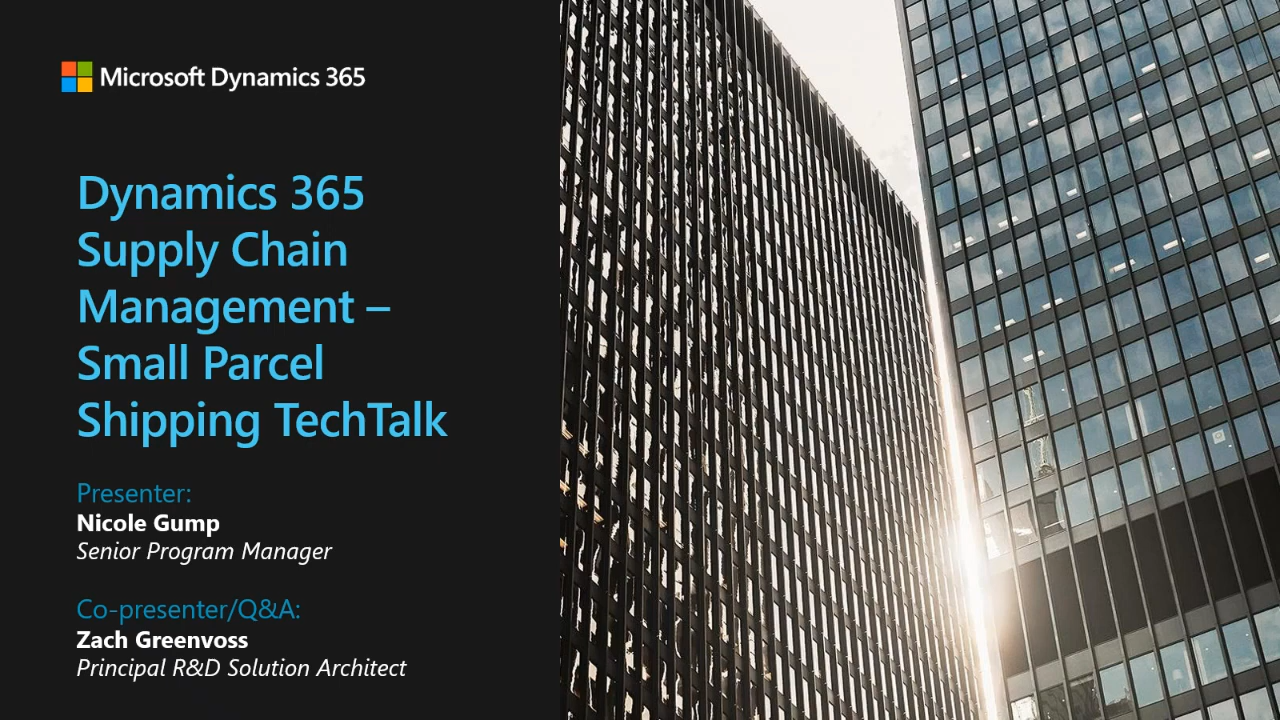 Microsoft Dynamics 365
Dynamics 365
Supply Chain
Management –
Small Parcel
Shipping TechTalk
Presenter:
Nicole Gump
Senior Program Manager
Co-presenter/Q&A:
Zach Greenvoss
Principal R&D Solution Architect